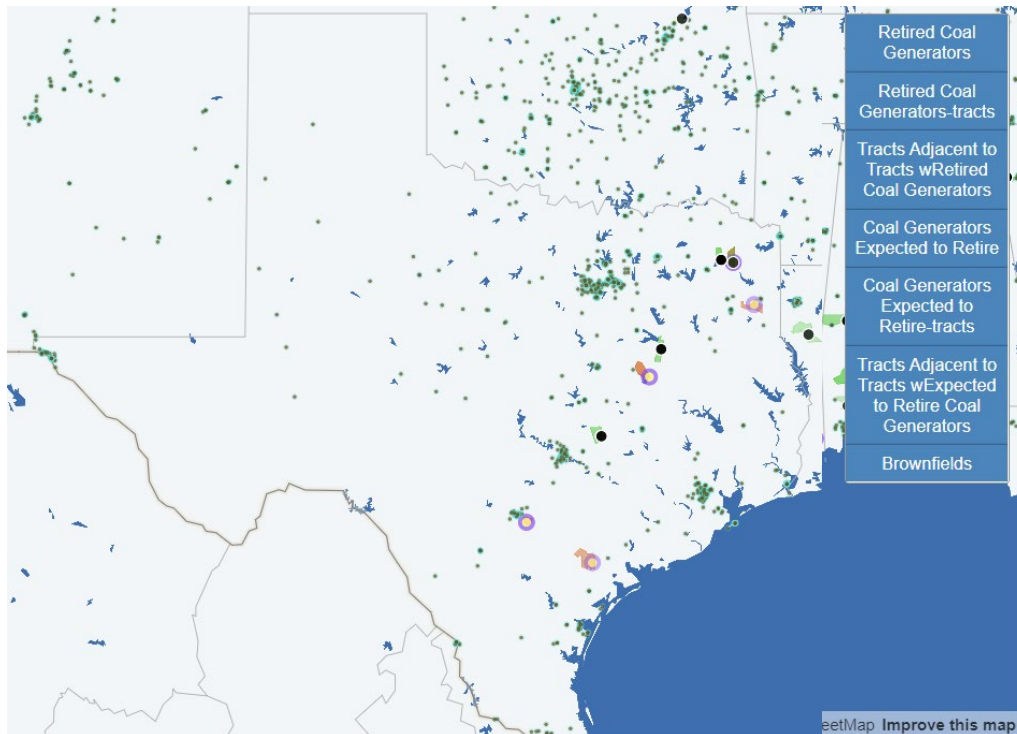 Retired Coal
Generators
Retired Coal
Generators-tracts
Tracts Adjacent to
Tracts wRetired
Coal Generators
Coal Generators
Expected to Retire
Coal Generators
Expected to
Retire-tracts
Tracts Adjacent to
Tracts wExpected
to Retire Coal
Generators
Brownfields
eetMap Improve this map